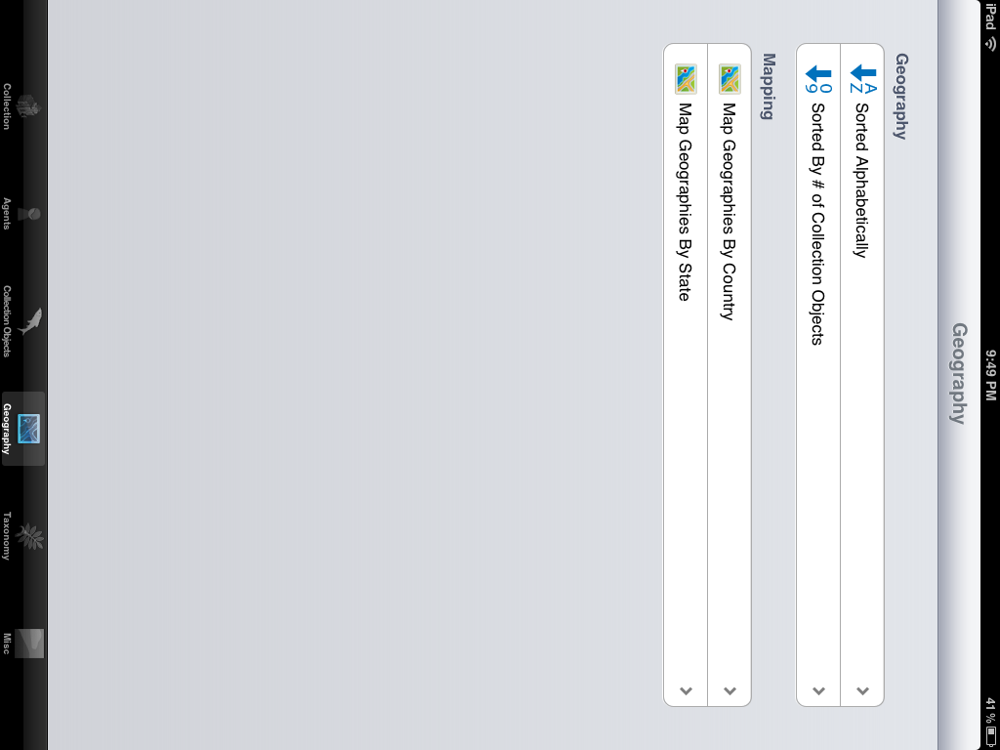 iPad 9:49 PM 41 %
Geography
Geography
A
Z Sorted Alphabetically
0
9 Sorted By # of Collection Objects
Mapping
Map Geographies By Country
Map Geographies By State
Collection Agents Collection Objects Geography Taxonomy Misc